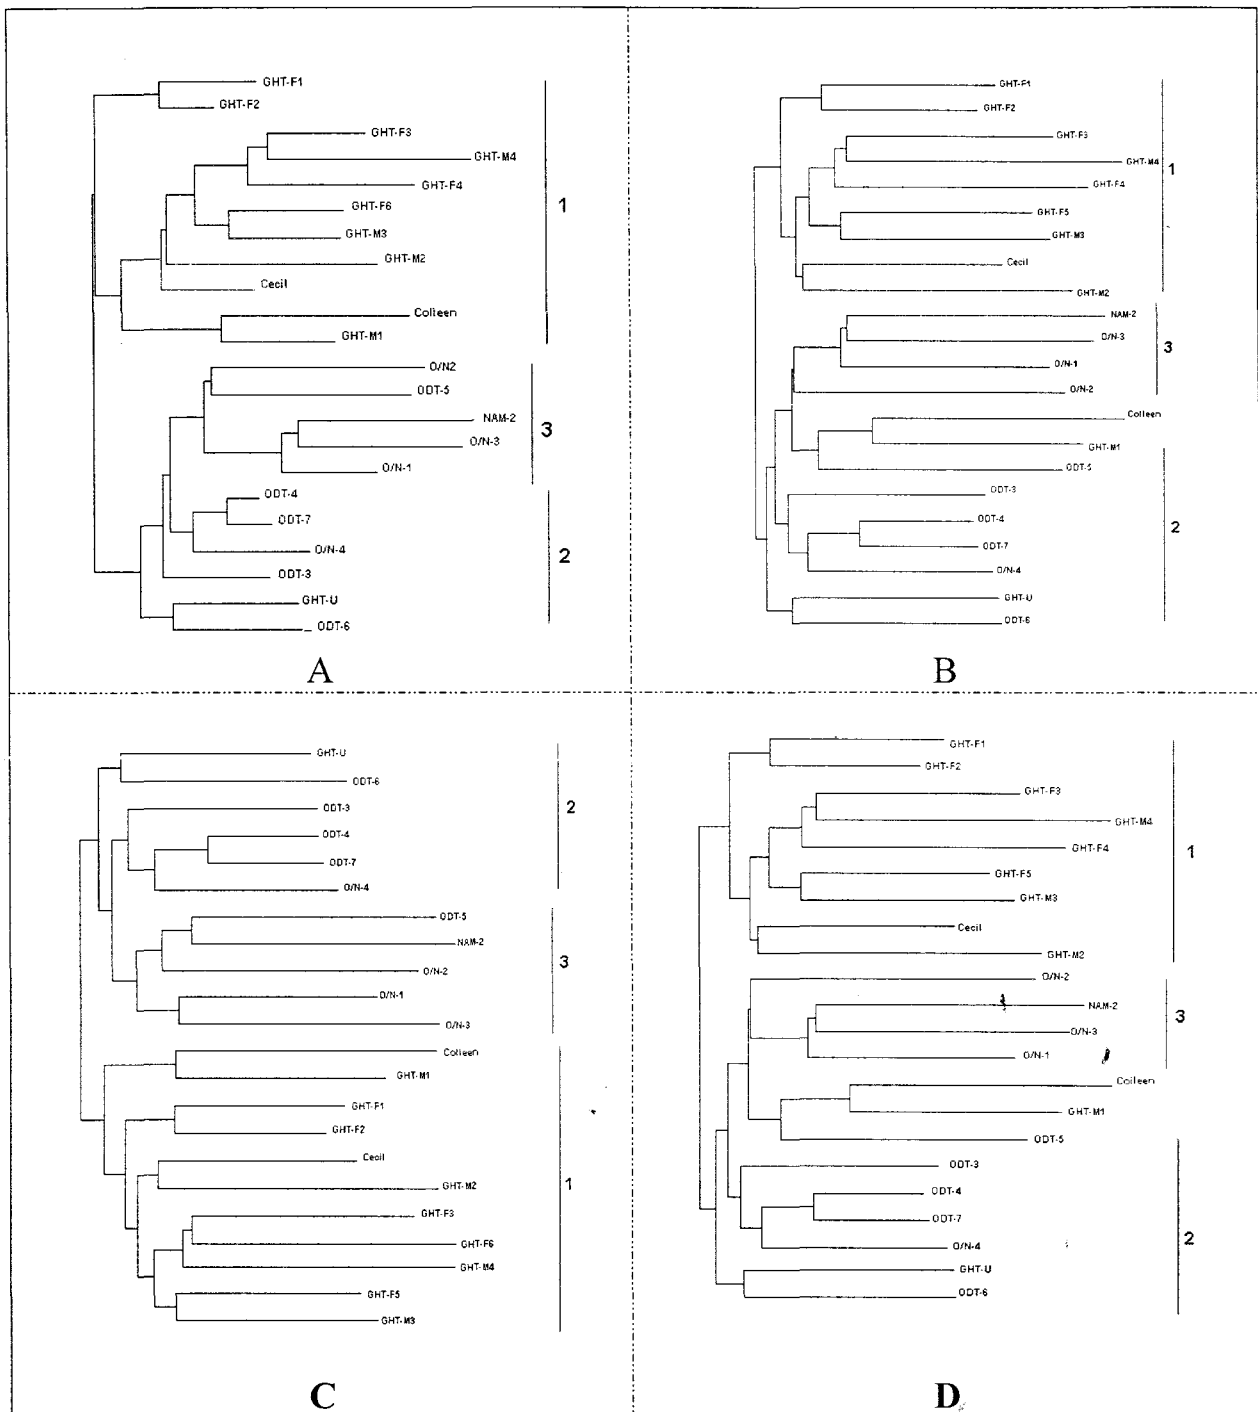 GHT-F1
GHT-F2
GHT-F3
GHT-M4
GHT-F4
GHT-F6
GHT-M3
GHT-M2
Cecil
Colleen
GHT-M1
1
O/N2
ODT-5
NAM-2
O/N-3
O/N-1
3
ODT-4
ODT-7
O/N-4
ODT-3
GHT-U
ODT-6
2
A
GHT-F1
GHT-F2
GHT-F3
GHT-M4
GHT-F4
GHT-F5
GHT-M3
Cecil
GHT-M2
1
NAM-2
O/N-3
O/N-1
O/N-2
3
Colleen
GHT-M1
ODT-5
ODT-3
ODT-4
ODT-7
O/N-4
GHT-U
ODT-6
2
B
GHT-U
ODT-6
ODT-3
ODT-4
ODT-7
O/N-4
2
ODT-5
NAM-2
O/N-2
O/N-1
O/N-3
3
Colleen
GHT-M1
GHT-F1
GHT-F2
Cecil
GHT-M2
GHT-F3
GHT-F6
GHT-M4
GHT-F5
GHT-M3
1
C
GHT-F1
GHT-F2
GHT-F3
GHT-M4
GHT-F4
GHT-F5
GHT-M3
Cecil
GHT-M2
1
O/N-2
NAM-2
O/N-3
O/N-1
3
Colleen
GHT-M1
ODT-5
ODT-3
ODT-4
ODT-7
O/N-4
GHT-U
ODT-6
2
D